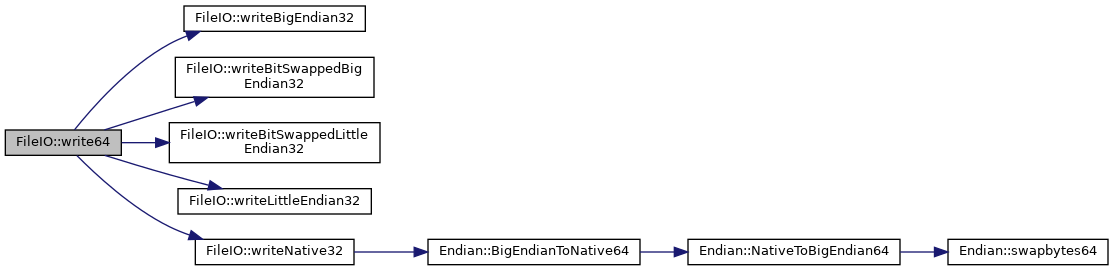 FileIO::writeBigEndian32
FileIO::writeBitSwappedBig
Endian32
FileIO::write64
FileIO::writeBitSwappedLittle
Endian32
FileIO::writeLittleEndian32
FileIO::writeNative32
Endian::BigEndianToNative64
Endian::NativeToBigEndian64
Endian::swapbytes64